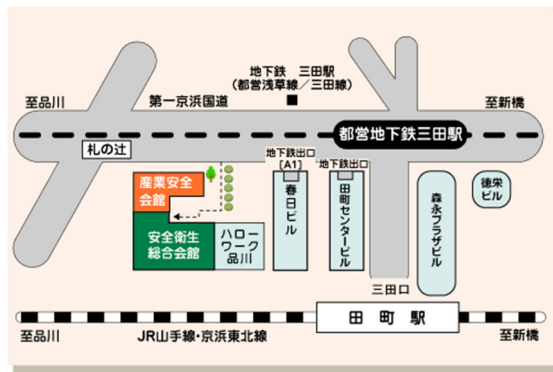 地下鉄 三田駅
(都営浅草線/三田線)
至品川
第一京浜国道
至新橋
都営地下鉄三田駅
札の辻
地下鉄出口
[A1]
地下鉄出口
産業安全
会館
春日ビル
田町センタービル
森永プラザビル
徳栄
ビル
安全衛生
総合会館
ハロー
ワーク
品川
三田口
田町駅
至品川
JR山手線・京浜東北線
至新橋